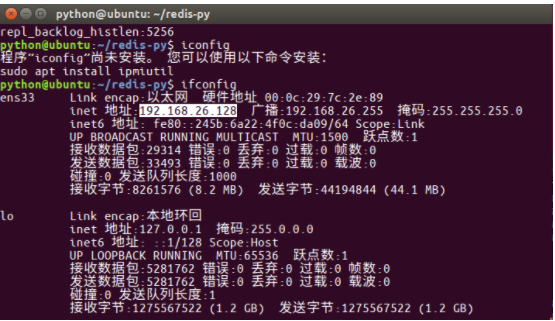 python@ubuntu: ~/redis-py
repl_backlog_histlen:5256
python@ubuntu:~/redis-py$ iconfig
程序“iconfig”尚未安装。 您可以使用以下命令安装：
sudo apt install ipmiutil
python@ubuntu:~/redis-py$ ifconfig
ens33 Link encap:以太网 硬件地址 00:0c:29:7c:2e:89
inet 地址:192.168.26.128 广播:192.168.26.255 掩码:255.255.255.0
inet6 地址: fe80::245b:6a22:4f0c:da09/64 Scope:Link
UP BROADCAST RUNNING MULTICAST MTU:1500 跃点数:1
接收数据包:29314 错误:0 丢弃:0 过载:0 帧数:0
发送数据包:33493 错误:0 丢弃:0 过载:0 载波:0
碰撞:0 发送队列长度:1000
接收字节:8261576 (8.2 MB) 发送字节:44194844 (44.1 MB)
lo Link encap:本地环回
inet 地址:127.0.0.1 掩码:255.0.0.0
inet6 地址: ::1/128 Scope:Host
UP LOOPBACK RUNNING MTU:65536 跃点数:1
接收数据包:5281762 错误:0 丢弃:0 过载:0 帧数:0
发送数据包:5281762 错误:0 丢弃:0 过载:0 载波:0
碰撞:0 发送队列长度:1
接收字节:1275567522 (1.2 GB) 发送字节:1275567522 (1.2 GB)